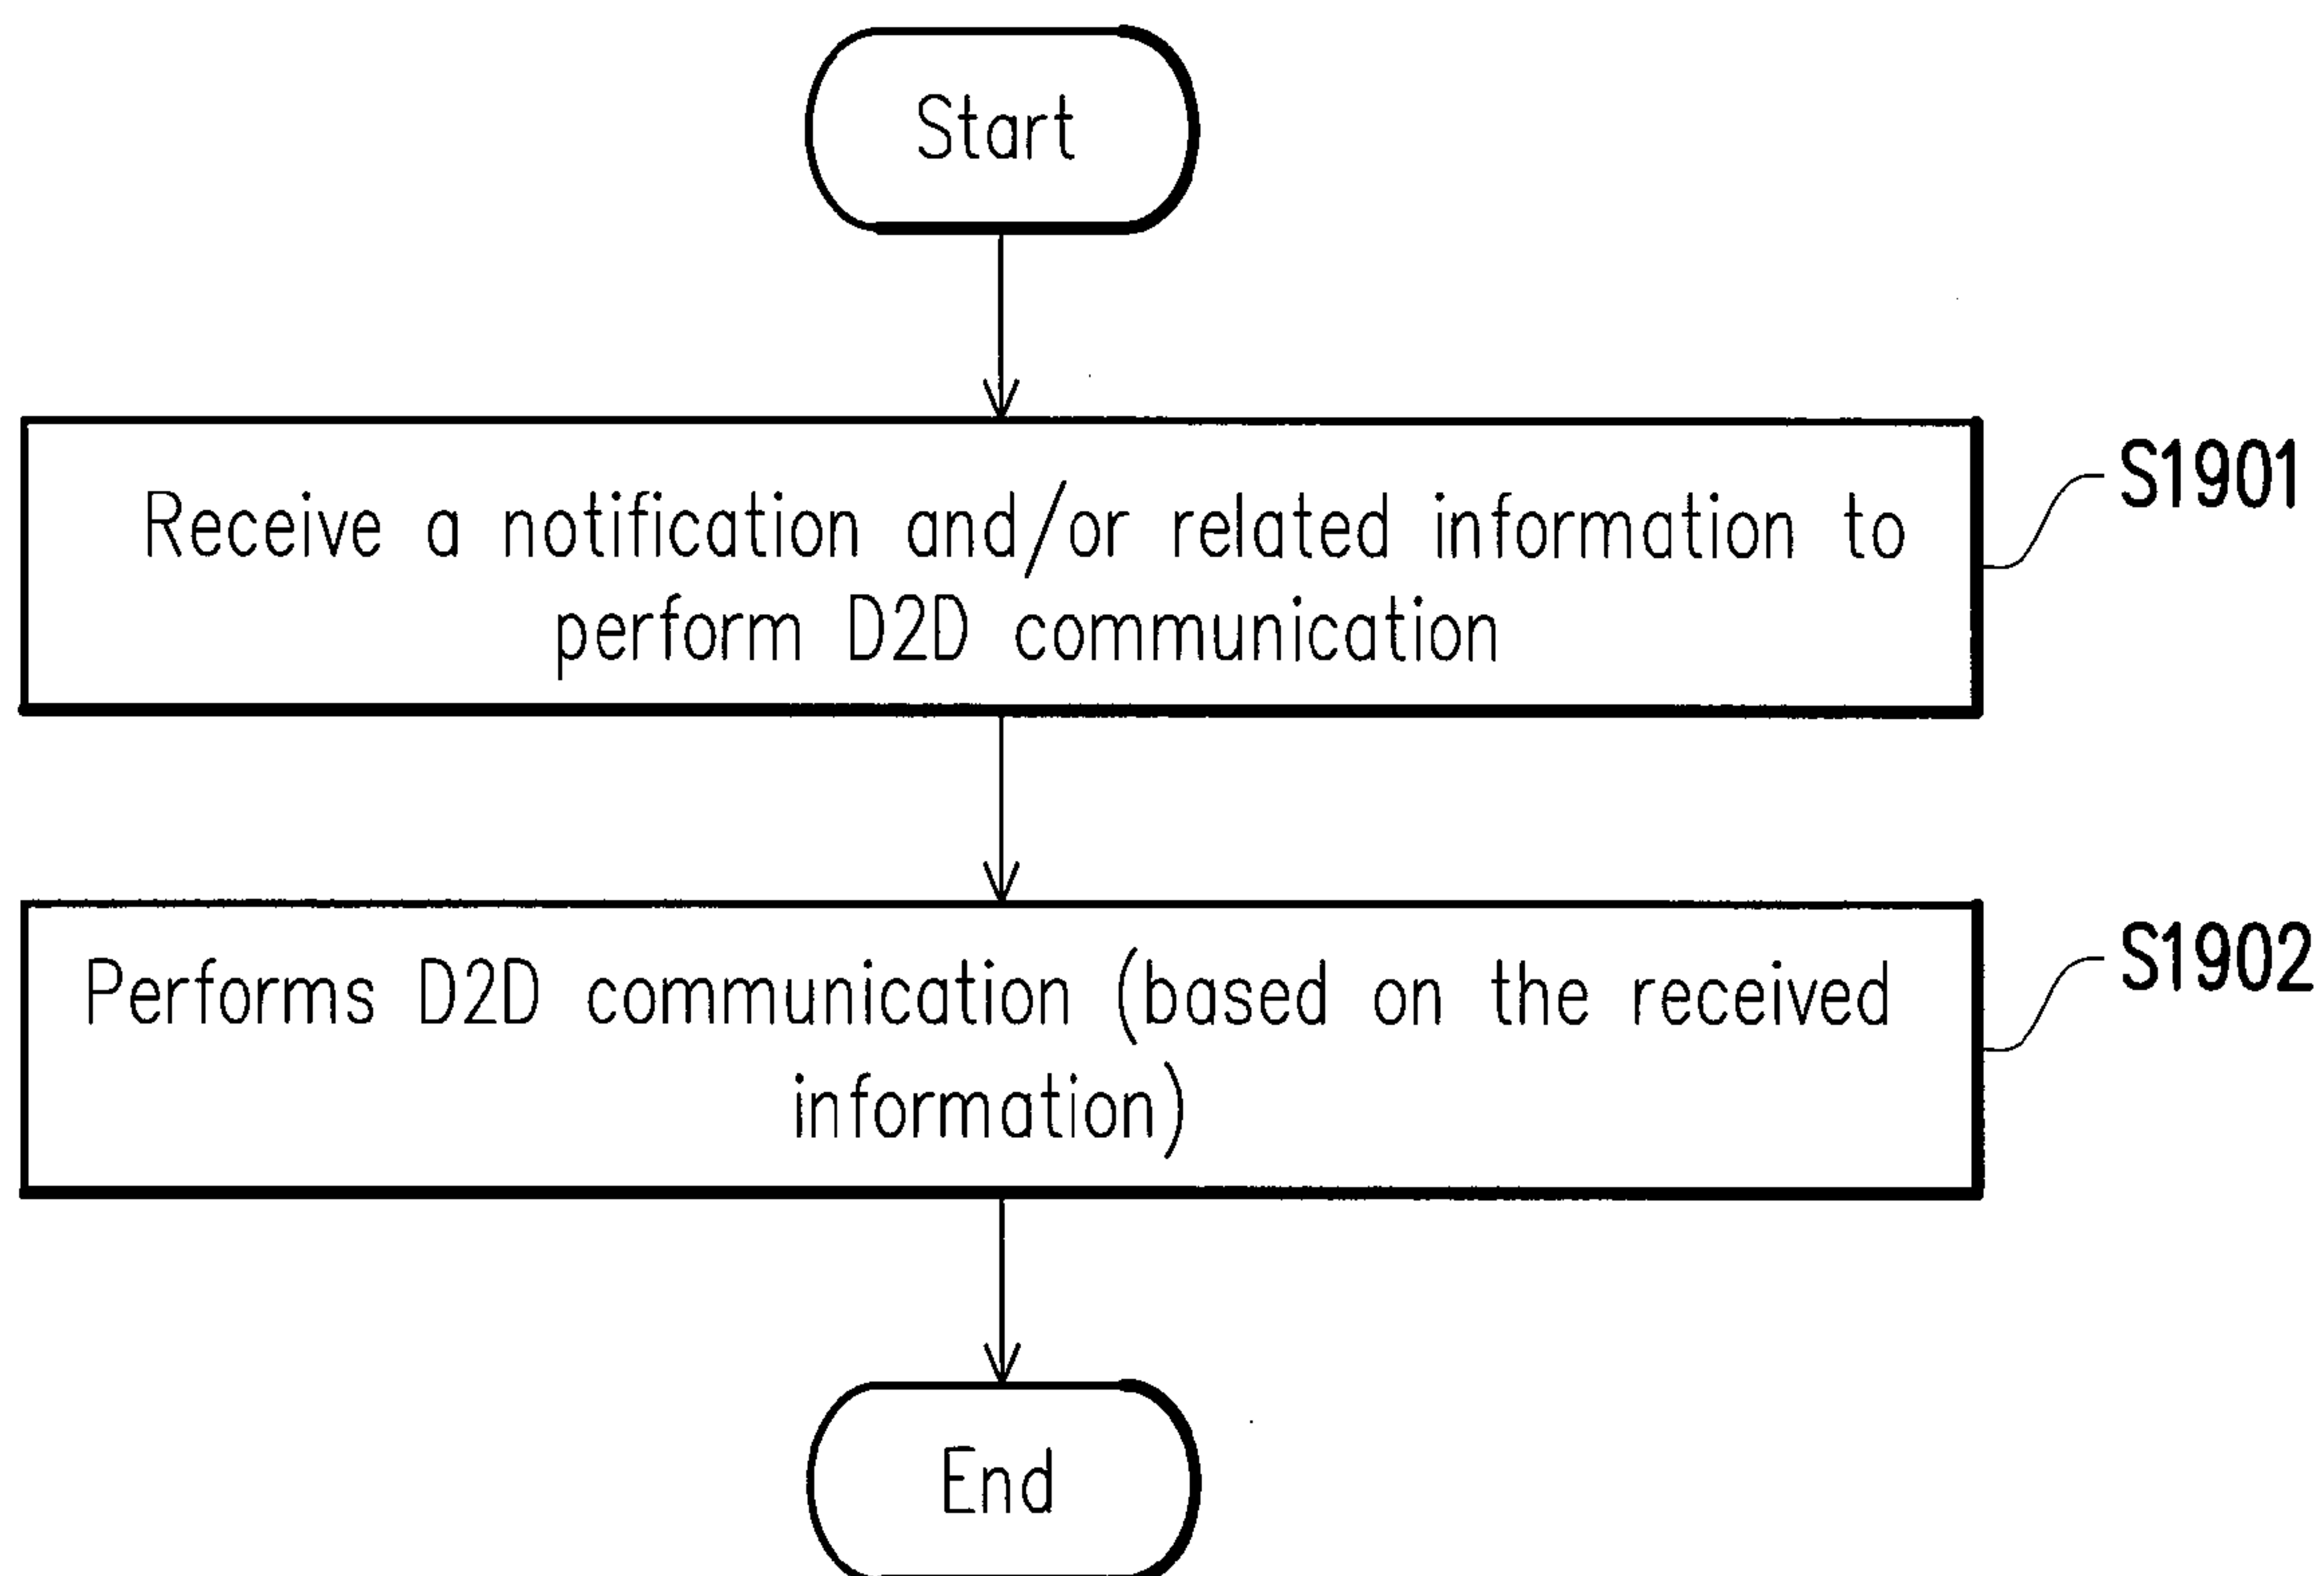 Start
Receive a notification and/or related information to
perform D2D communication
S1901
Performs D2D communication (based on the received
information)
S1902
End